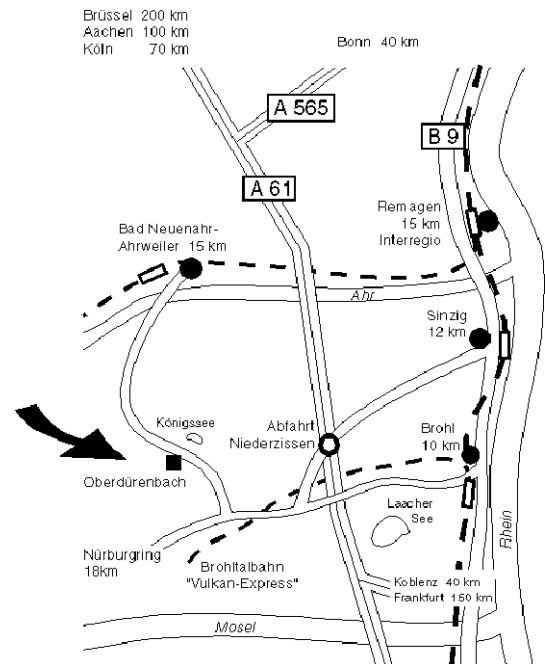 Brüssel 200 km
Aachen 100 km
Köln 70 km
Bonn 40 km
A 565
B 9
A 61
Remagen
15 km
Interregio
Bad Neuenahr-
Ahrweiler 15 km
Ahr
Sinzig
12 km
Königssee
Abfahrt
Niederzissen
Brohl
10 km
Oberdürenbach
Laacher
See
Rhein
Nürburgring
18km
Brohltalbahn
"Vulkan-Express"
Koblenz 40 km
Frankfurt 150 km
Mosel